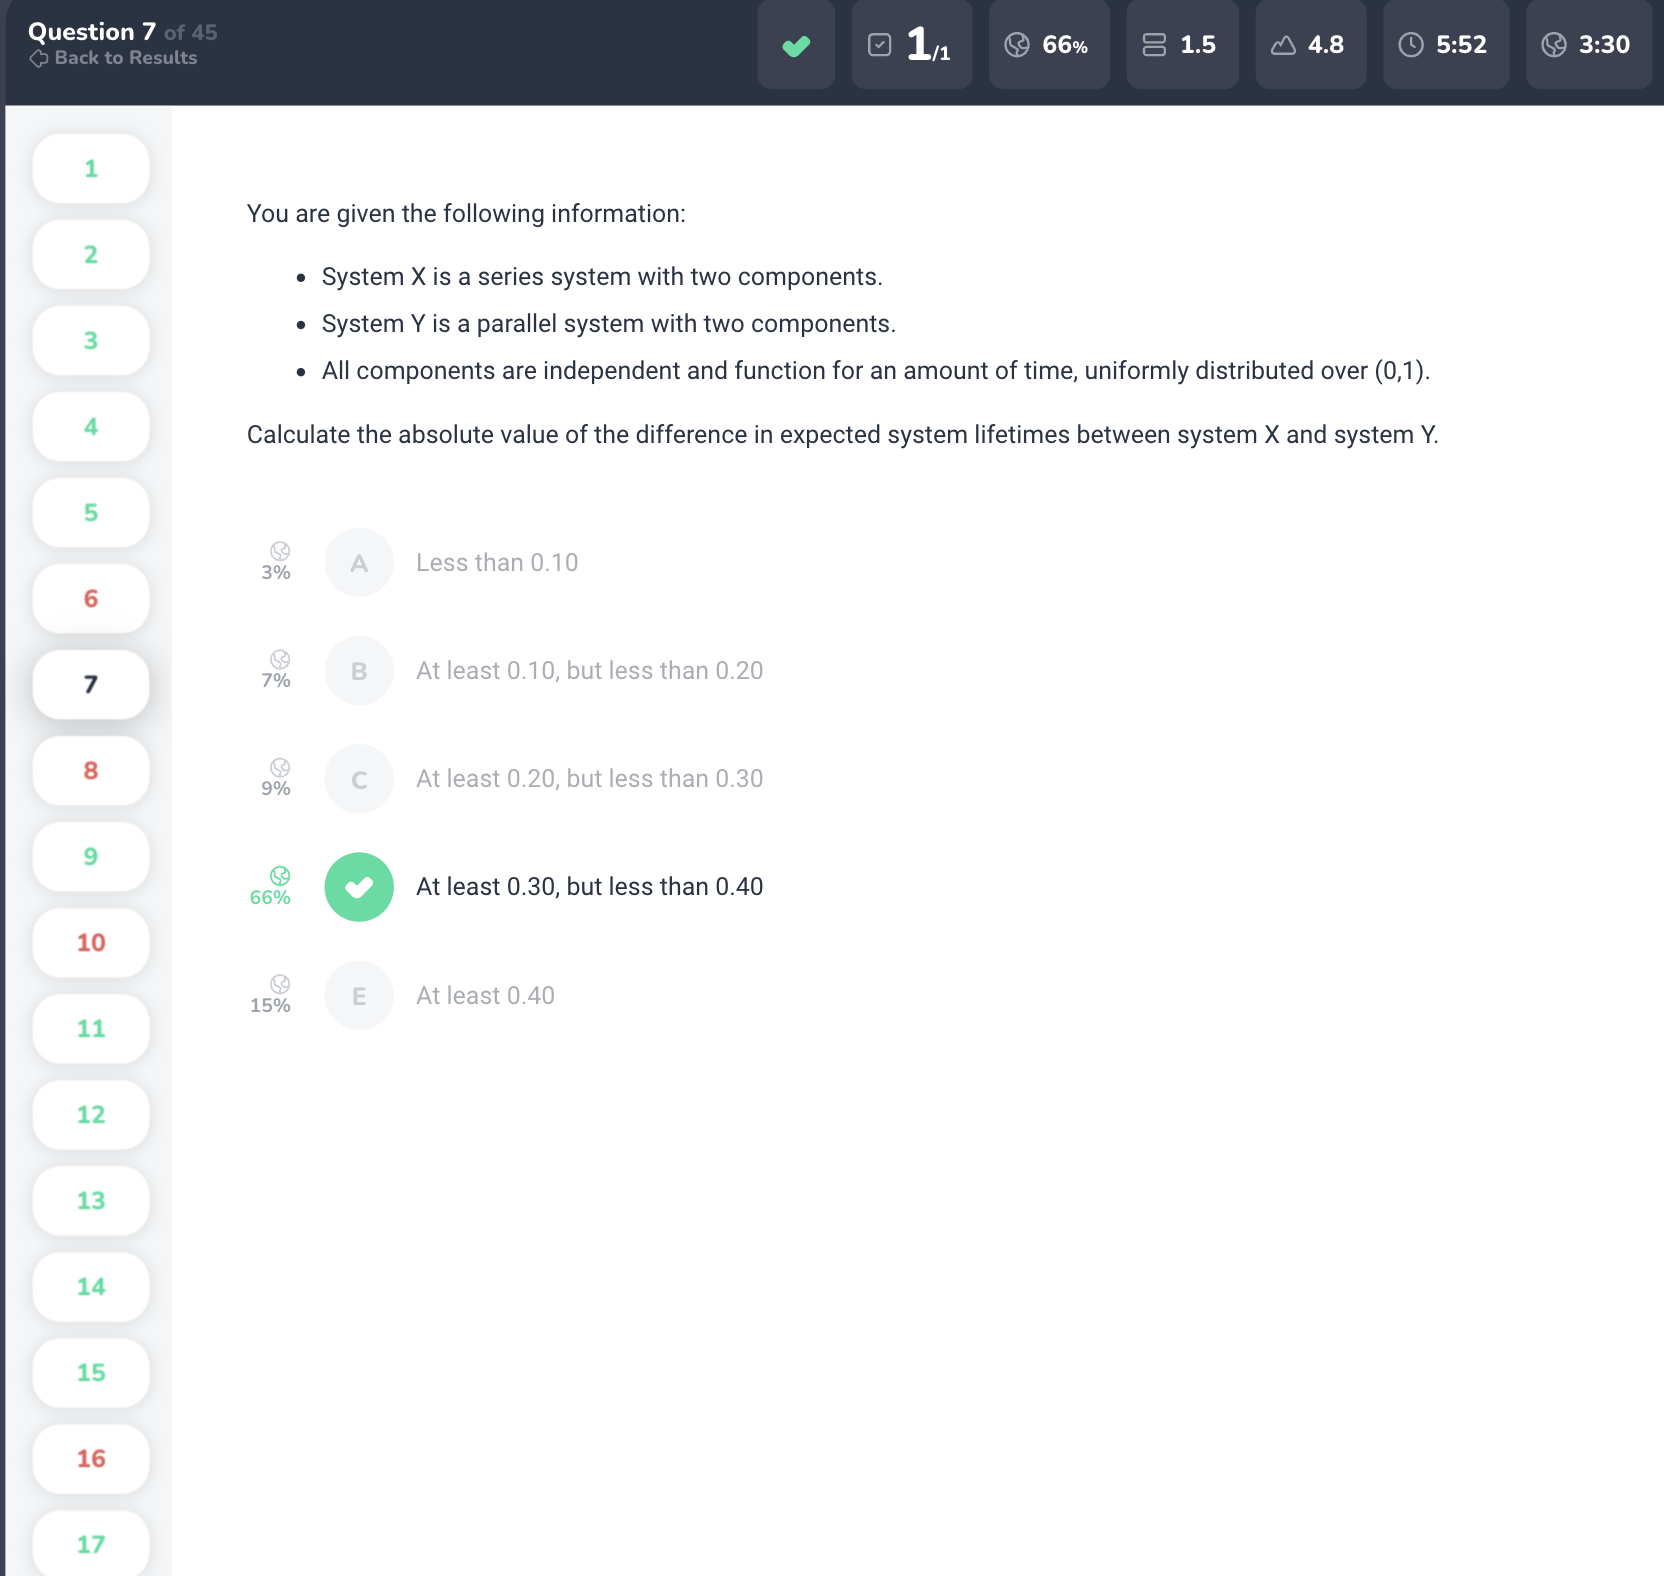 Question 7 of 45
Back to Results
1/1
66%
1.5
4.8
5:52
3:30
1
2
3
4
5
6
7
8
9
10
11
12
13
14
15
16
17
You are given the following information:
• System X is a series system with two components.
• System Y is a parallel system with two components.
• All components are independent and function for an amount of time, uniformly distributed over (0,1).
Calculate the absolute value of the difference in expected system lifetimes between system X and system Y.
3% A Less than 0.10
7% B At least 0.10, but less than 0.20
9% C At least 0.20, but less than 0.30
66% At least 0.30, but less than 0.40
15% E At least 0.40